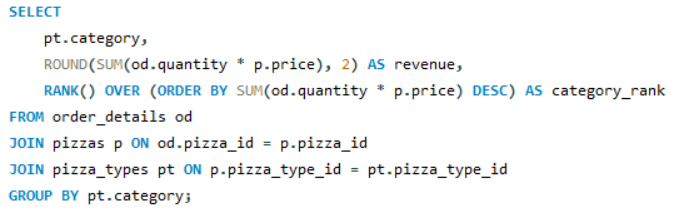 SELECT
    pt.category,
    ROUND(SUM(od.quantity * p.price), 2) AS revenue,
    RANK() OVER (ORDER BY SUM(od.quantity * p.price) DESC) AS category_rank
FROM order_details od
JOIN pizzas p ON od.pizza_id = p.pizza_id
JOIN pizza_types pt ON p.pizza_type_id = pt.pizza_type_id
GROUP BY pt.category;